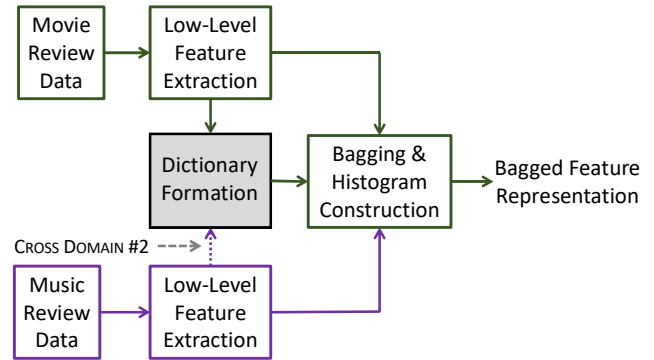 Movie
Review
Data
Low-Level
Feature
Extraction
Dictionary
Formation
Bagging &
Histogram
Construction
Bagged Feature
Representation
CROSS DOMAIN #2
Music
Review
Data
Low-Level
Feature
Extraction